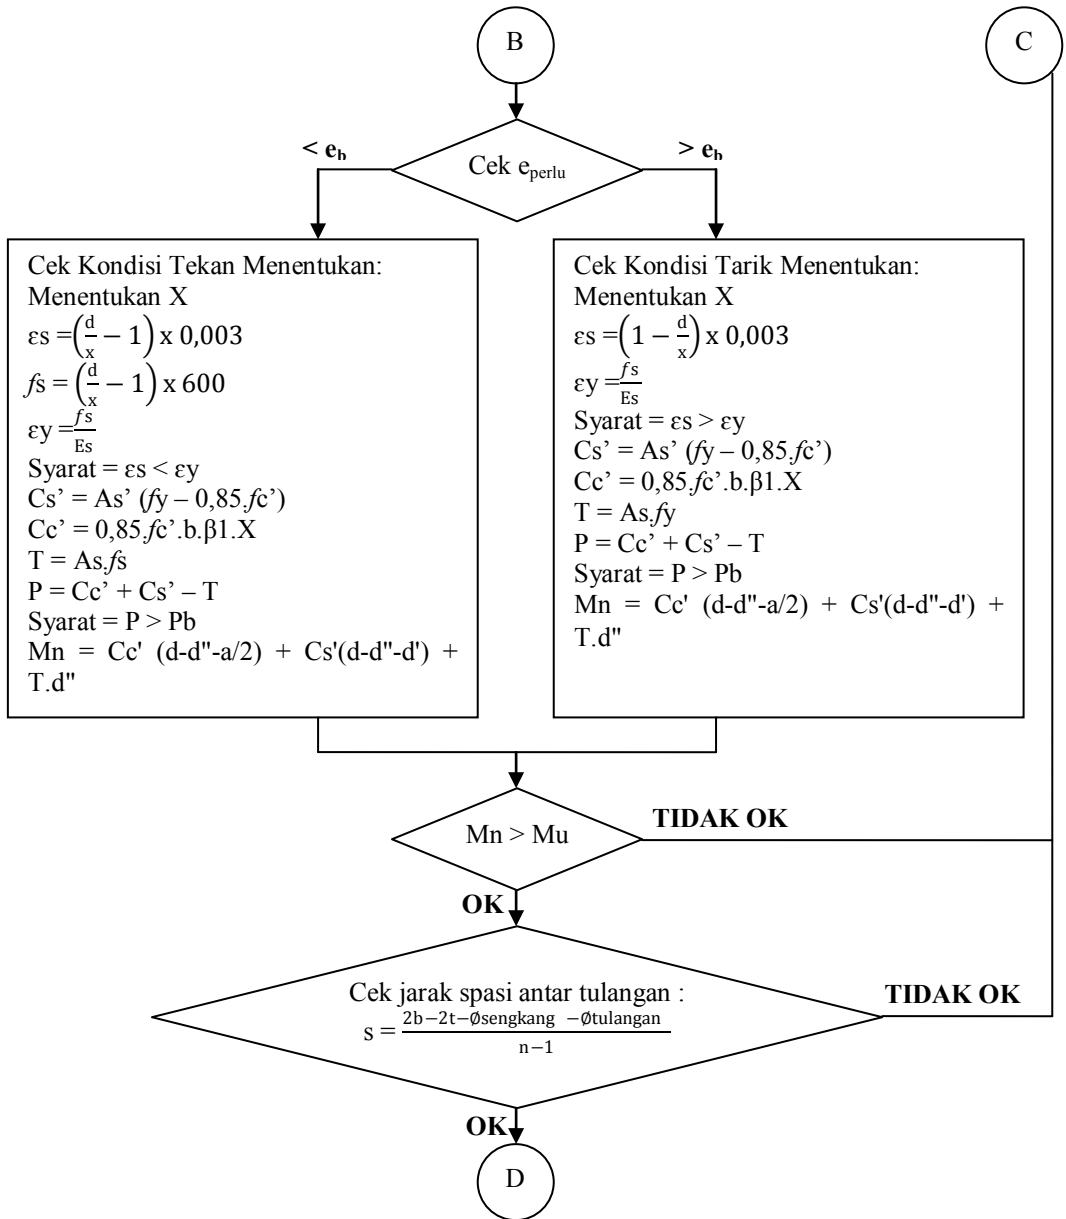 B
C
< e_b
> e_b
Cek e_perlu
Cek Kondisi Tekan Menentukan:
Menentukan X
εs =(d/x − 1) x 0,003
fs = (d/x − 1) x 600
εy =fs/Es
Syarat = εs < εy
Cs’ = As’ (fy – 0,85.fc’)
Cc’ = 0,85.fc’.b.β1.X
T = As.fs
P = Cc’ + Cs’ – T
Syarat = P > Pb
Mn = Cc' (d-d"-a/2) + Cs'(d-d"-d') +
T.d"
Cek Kondisi Tarik Menentukan:
Menentukan X
εs =(1 − d/x) x 0,003
εy =fs/Es
Syarat = εs > εy
Cs’ = As’ (fy – 0,85.fc’)
Cc’ = 0,85.fc’.b.β1.X
T = As.fy
P = Cc’ + Cs’ – T
Syarat = P > Pb
Mn = Cc' (d-d"-a/2) + Cs'(d-d"-d') +
T.d"
Mn > Mu
TIDAK OK
OK
Cek jarak spasi antar tulangan :
s = (2b−2t−Øsengkang −Øtulangan)/(n−1)
TIDAK OK
OK
D